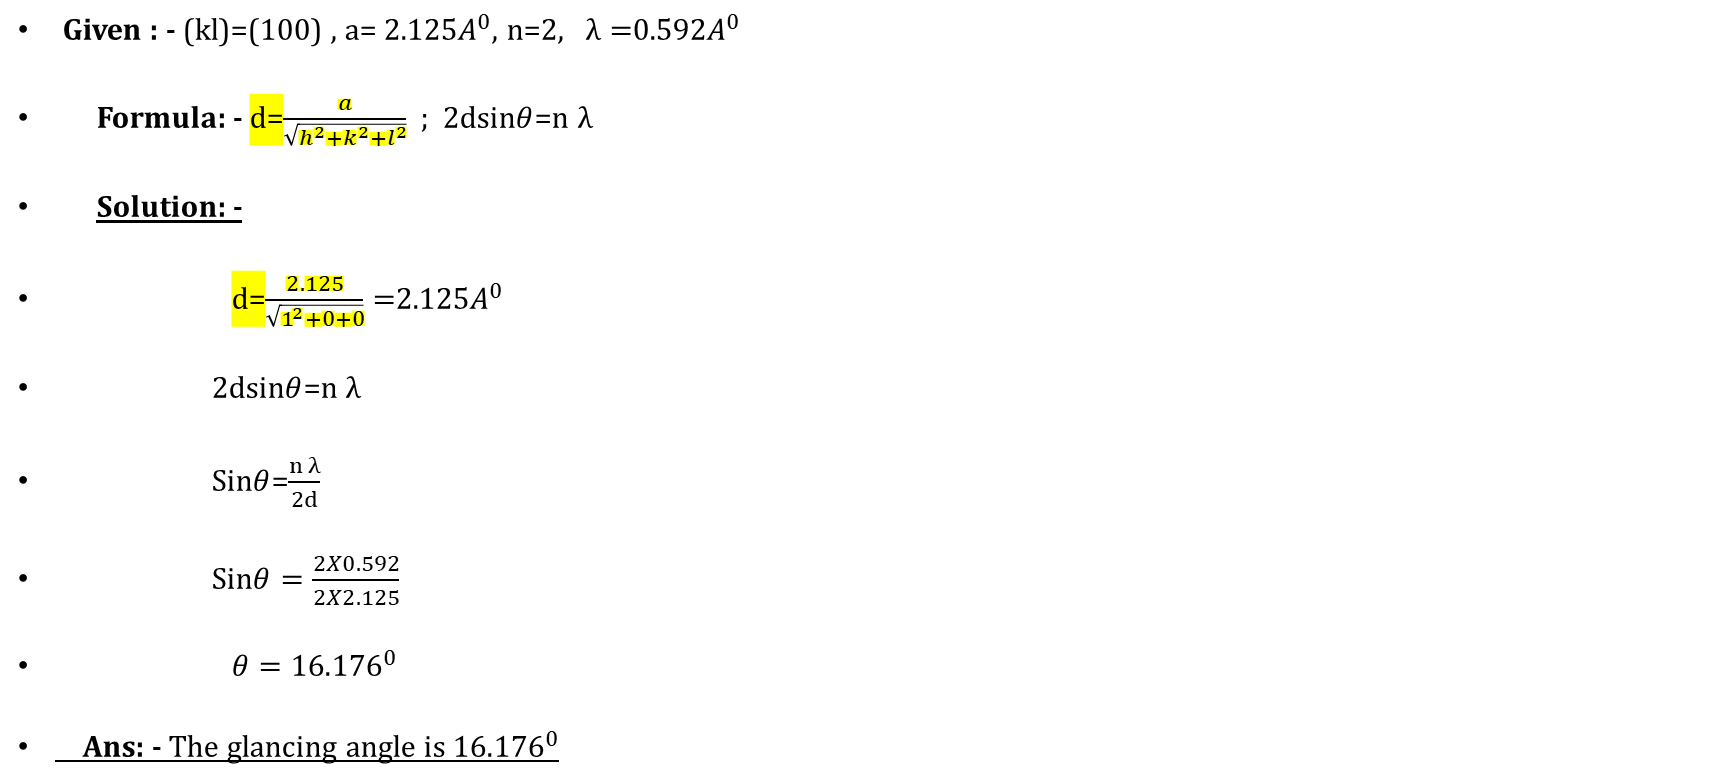 • Given : - (kl)=(100) , a= 2.125A⁰, n=2, λ =0.592A⁰
• Formula: - d=a/√(h²+k²+l²) ; 2dsinθ=n λ
• Solution: -
• d=2.125/√(1²+0+0) =2.125A⁰
• 2dsinθ=n λ
• Sinθ=n λ/2d
• Sinθ = 2X0.592/2X2.125
• θ = 16.176⁰
• Ans: - The glancing angle is 16.176⁰